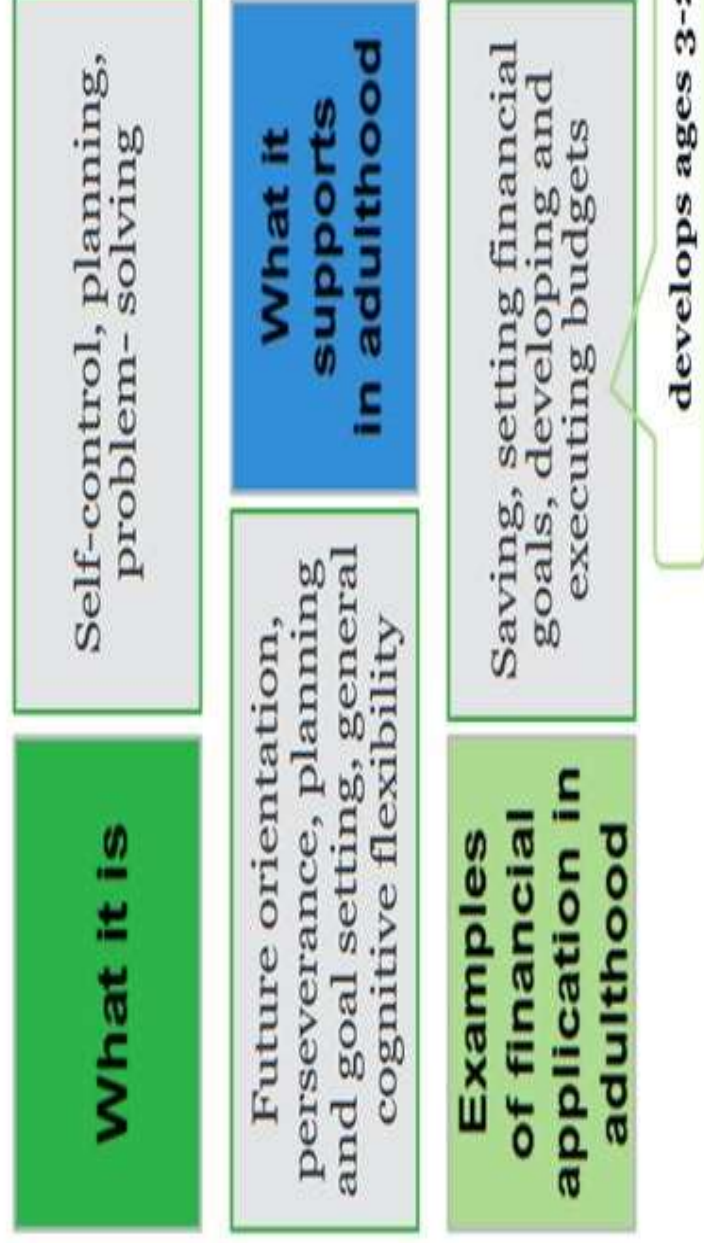 What it is
Self-control, planning,
problem- solving
Future orientation,
perseverance, planning
and goal setting, general
cognitive flexibility
What it
supports
in adulthood
Examples
of financial
application in
adulthood
Saving, setting financial
goals, developing and
executing budgets
develops ages 3-